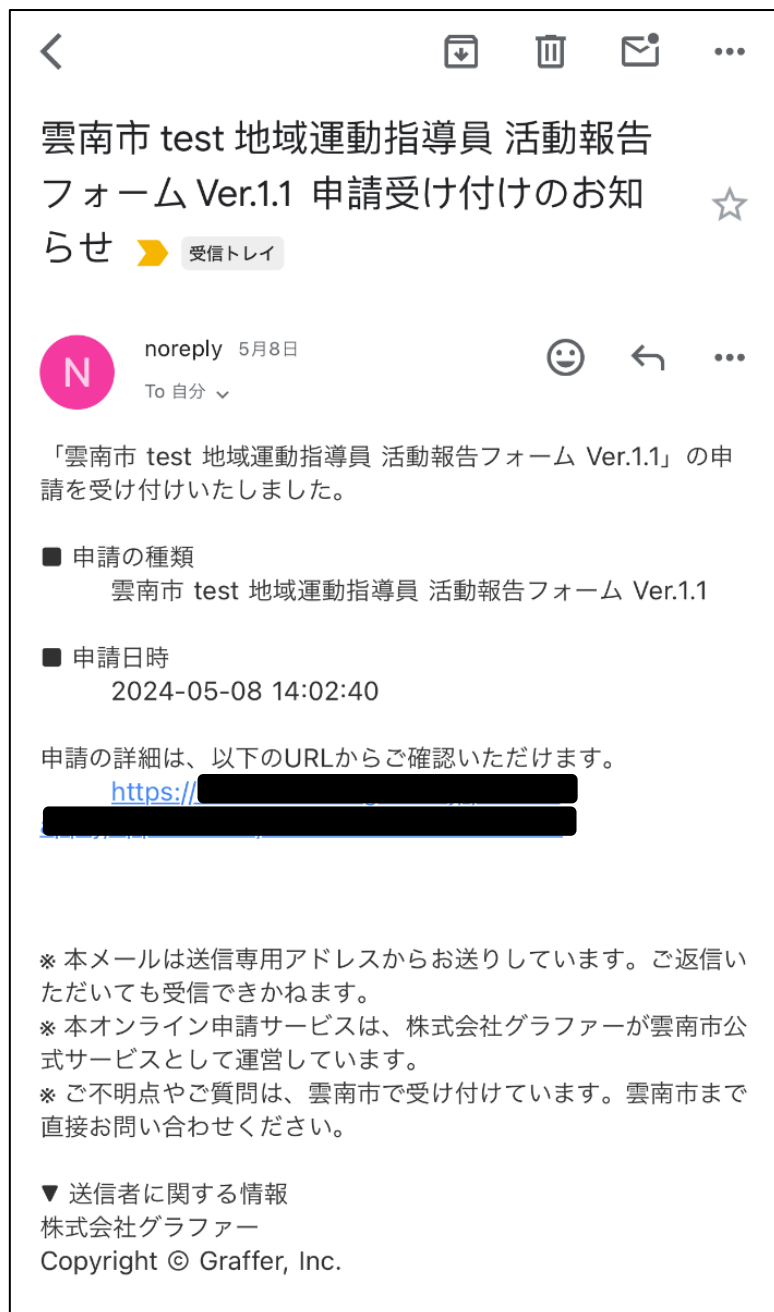 雲南市 test 地域運動指導員 活動報告
フォーム Ver.1.1 申請受け付けのお知
らせ
受信トレイ
N
noreply 5月8日
To 自分
「雲南市 test 地域運動指導員 活動報告フォーム Ver.1.1」の申
請を受け付けいたしました。
■ 申請の種類
雲南市 test 地域運動指導員 活動報告フォーム Ver.1.1
■ 申請日時
2024-05-08 14:02:40
申請の詳細は、以下のURLからご確認いただけます。
https://
※ 本メールは送信専用アドレスからお送りしています。ご返信い
ただいても受信できかねます。
※ 本オンライン申請サービスは、株式会社グラファーが雲南市公
式サービスとして運営しています。
※ ご不明点やご質問は、雲南市で受け付けています。雲南市まで
直接お問い合わせください。
▼ 送信者に関する情報
株式会社グラファー
Copyright © Graffer, Inc.